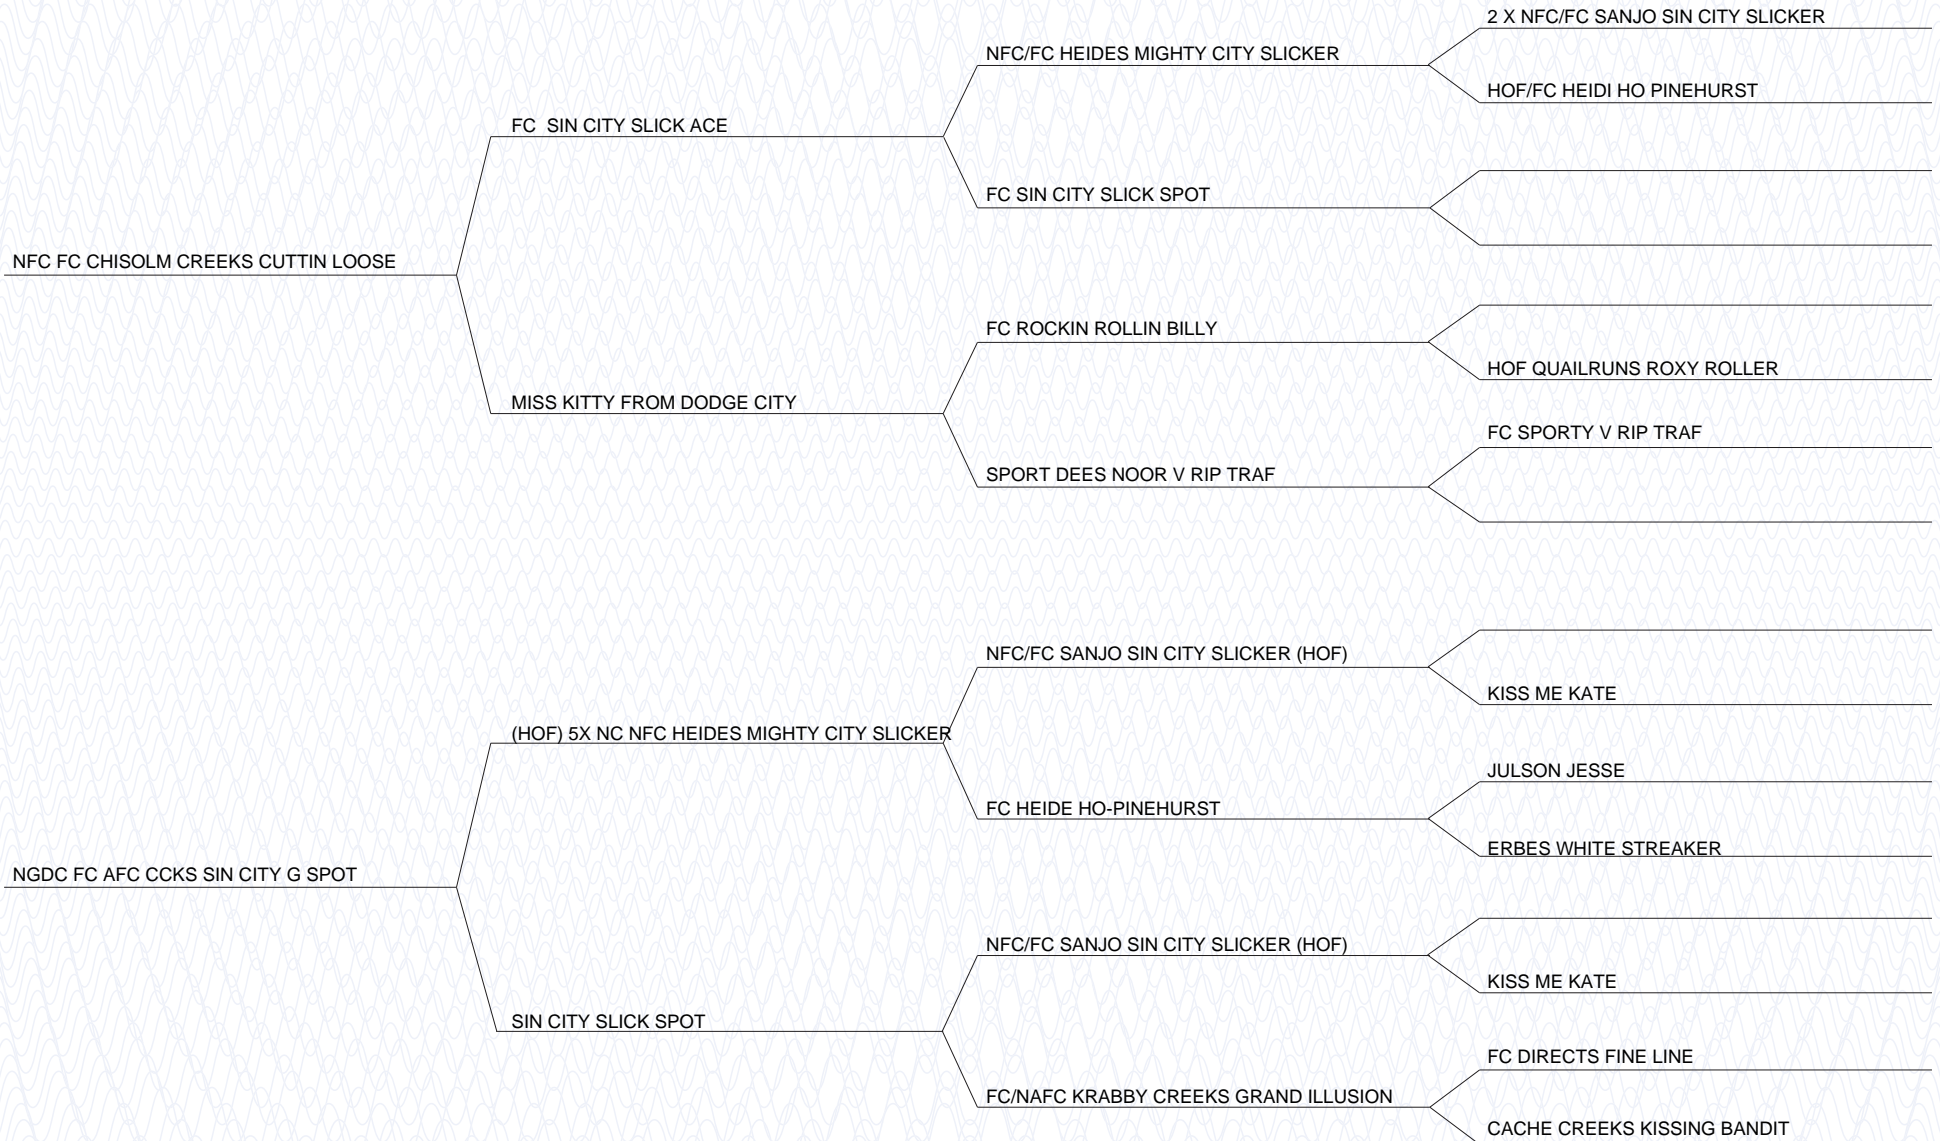 2 X NFC/FC SANJO SIN CITY SLICKER
NFC/FC HEIDES MIGHTY CITY SLICKER
HOF/FC HEIDI HO PINEHURST
FC  SIN CITY SLICK ACE
FC SIN CITY SLICK SPOT
NFC FC CHISOLM CREEKS CUTTIN LOOSE
FC ROCKIN ROLLIN BILLY
HOF QUAILRUNS ROXY ROLLER
MISS KITTY FROM DODGE CITY
FC SPORTY V RIP TRAF
SPORT DEES NOOR V RIP TRAF
NFC/FC SANJO SIN CITY SLICKER (HOF)
KISS ME KATE
(HOF) 5X NC NFC HEIDES MIGHTY CITY SLICKER
JULSON JESSE
FC HEIDE HO-PINEHURST
ERBES WHITE STREAKER
NGDC FC AFC CCKS SIN CITY G SPOT
NFC/FC SANJO SIN CITY SLICKER (HOF)
KISS ME KATE
SIN CITY SLICK SPOT
FC DIRECTS FINE LINE
FC/NAFC KRABBY CREEKS GRAND ILLUSION
CACHE CREEKS KISSING BANDIT